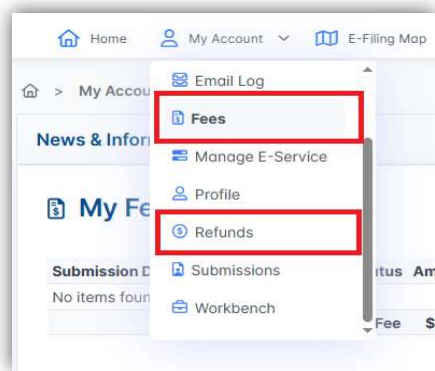 Home My Account E-Filing Map
> My Accou
Email Log
Fees
News & Infor
Manage E-Service
My Fe
Profile
Refunds
Submission D
Submissions
tus Am
No items foun
Workbench
Fee $